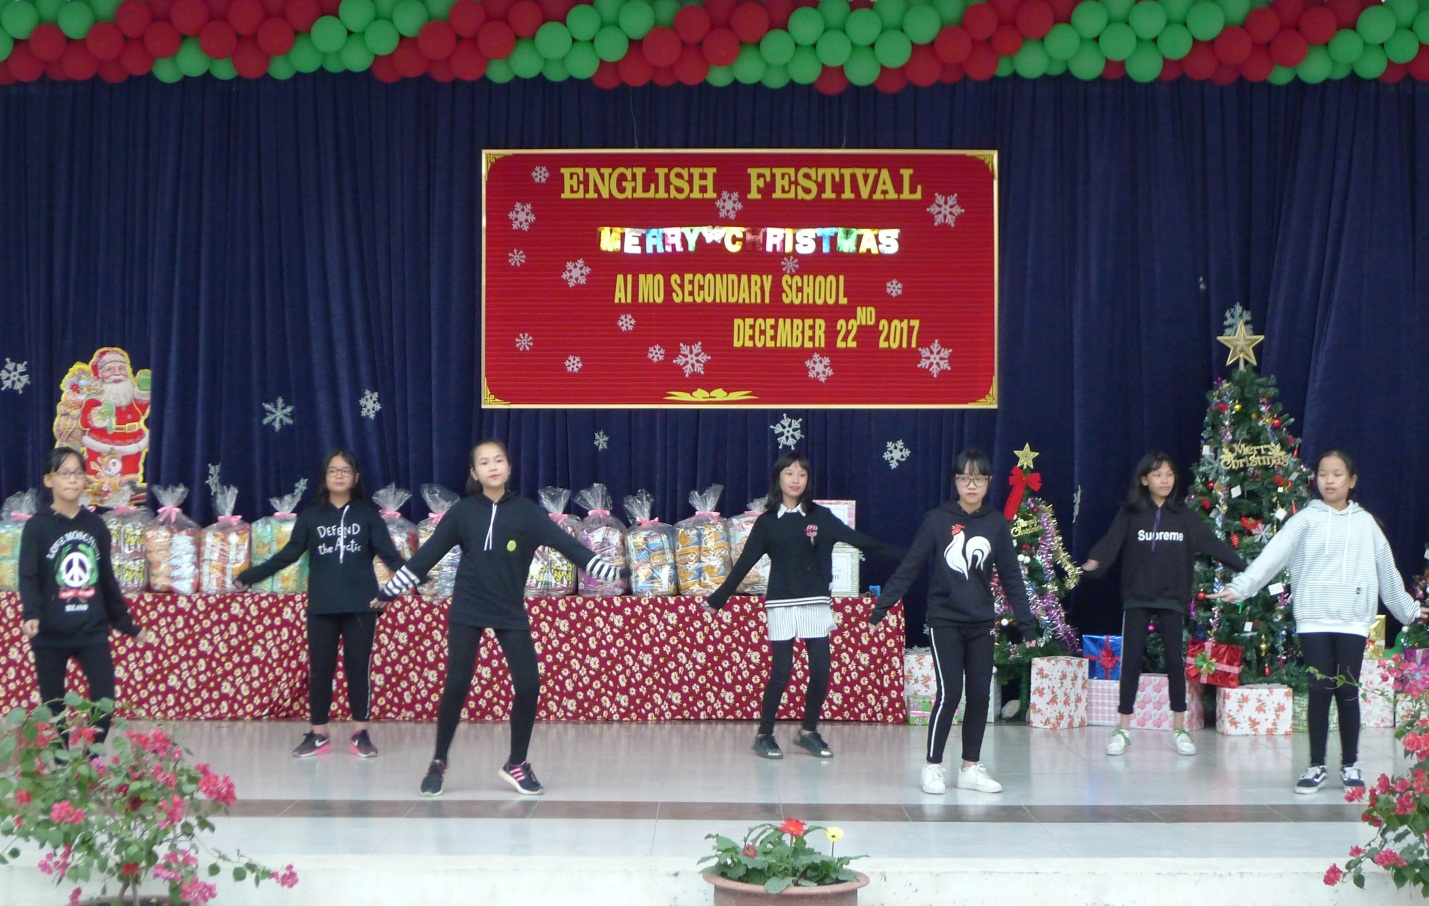 ENGLISH FESTIVAL
MERRY CHRISTMAS
AI MO SECONDARY SCHOOL
DECEMBER 22ND 2017
DEFEND
the Arctic
Supreme
Merry
Christmas